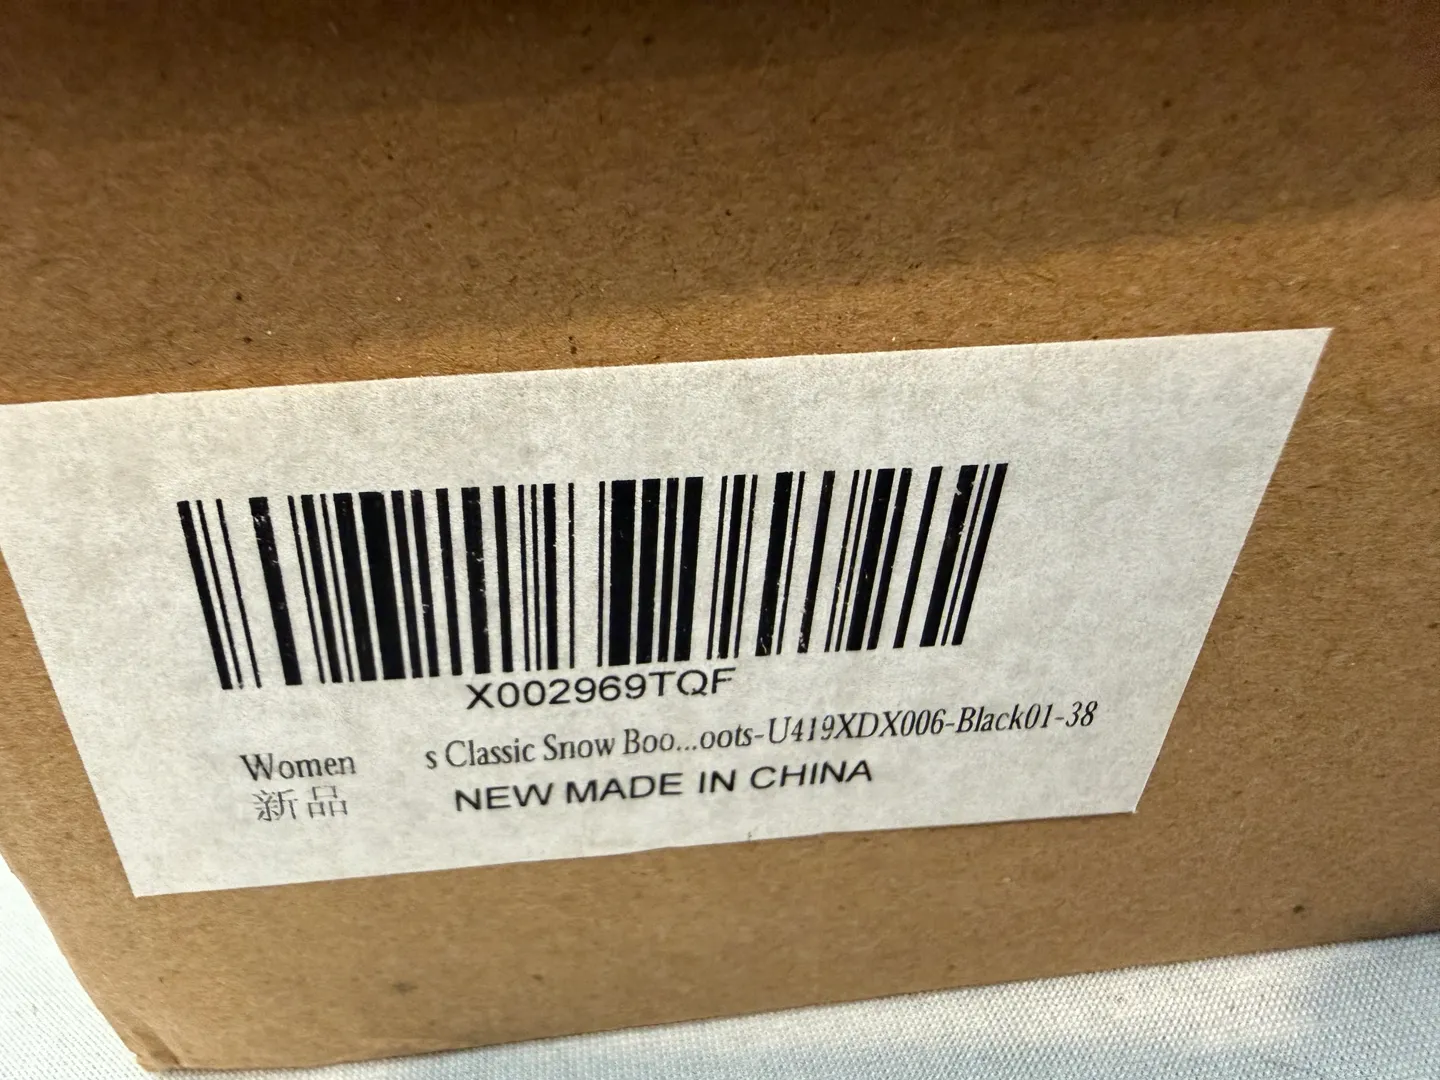 X002969TQF
Women s Classic Snow Boo...oots-U419XDX006-Black01-38
新品 NEW MADE IN CHINA